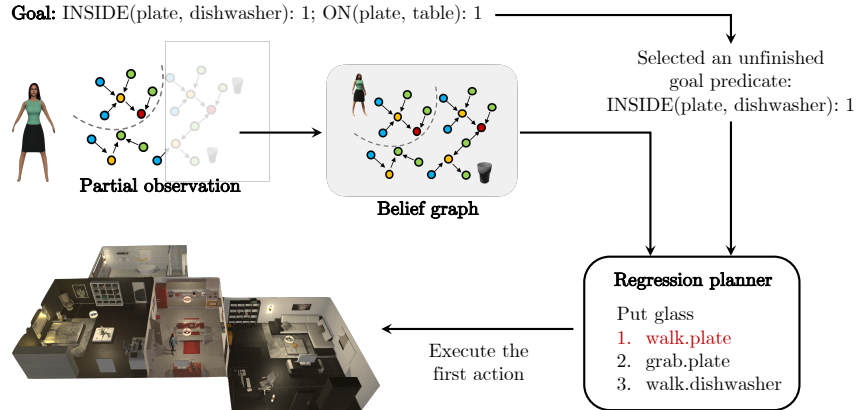 Goal: INSIDE(plate, dishwasher): 1; ON(plate, table): 1
Selected an unfinished
goal predicate:
INSIDE(plate, dishwasher): 1
Partial observation
Belief graph
Regression planner
Put glass
1. walk.plate
2. grab.plate
3. walk.dishwasher
Execute the
first action